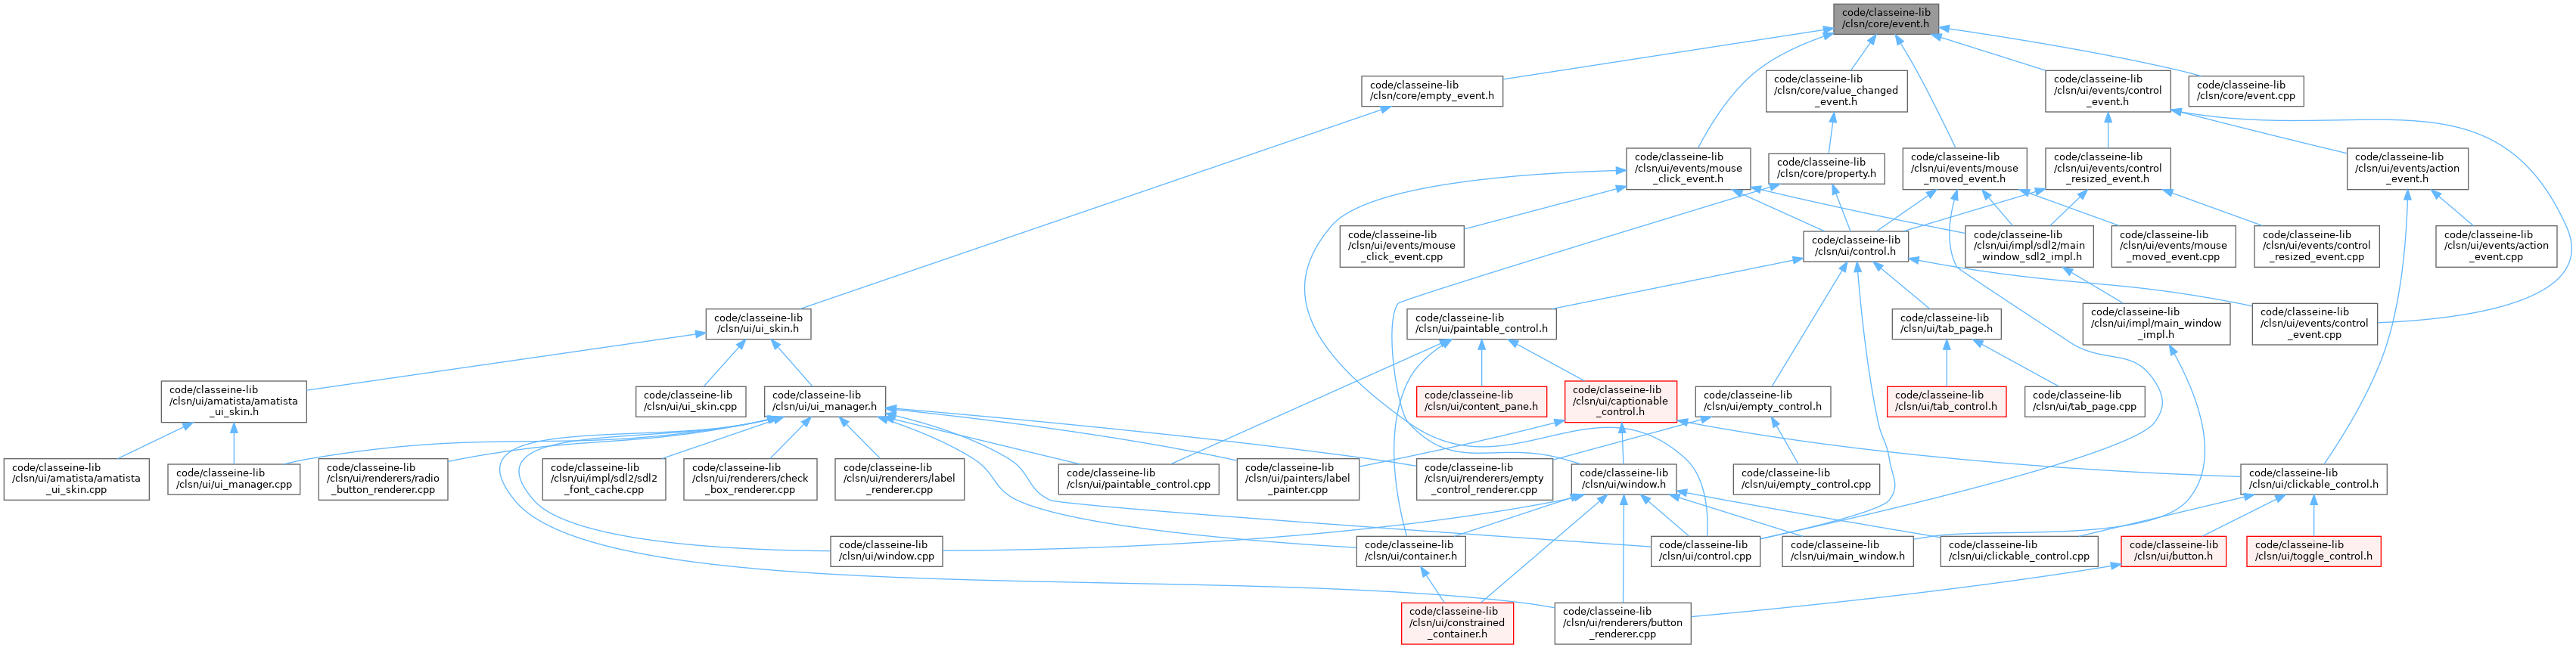 code/classeine-lib
/clsn/core/event.h
code/classeine-lib
/clsn/core/empty_event.h
code/classeine-lib
/clsn/core/value_changed
_event.h
code/classeine-lib
/clsn/ui/events/control
_event.h
code/classeine-lib
/clsn/core/event.cpp
code/classeine-lib
/clsn/ui/events/mouse
_click_event.h
code/classeine-lib
/clsn/core/property.h
code/classeine-lib
/clsn/ui/events/mouse
_moved_event.h
code/classeine-lib
/clsn/ui/events/control
_resized_event.h
code/classeine-lib
/clsn/ui/events/action
_event.h
code/classeine-lib
/clsn/ui/events/mouse
_click_event.cpp
code/classeine-lib
/clsn/ui/control.h
code/classeine-lib
/clsn/ui/impl/sdl2/main
_window_sdl2_impl.h
code/classeine-lib
/clsn/ui/events/mouse
_moved_event.cpp
code/classeine-lib
/clsn/ui/events/control
_resized_event.cpp
code/classeine-lib
/clsn/ui/events/action
_event.cpp
code/classeine-lib
/clsn/ui/ui_skin.h
code/classeine-lib
/clsn/ui/paintable_control.h
code/classeine-lib
/clsn/ui/tab_page.h
code/classeine-lib
/clsn/ui/impl/main_window
_impl.h
code/classeine-lib
/clsn/ui/events/control
_event.cpp
code/classeine-lib
/clsn/ui/amatista/amatista
_ui_skin.h
code/classeine-lib
/clsn/ui/ui_skin.cpp
code/classeine-lib
/clsn/ui/ui_manager.h
code/classeine-lib
/clsn/ui/content_pane.h
code/classeine-lib
/clsn/ui/captionable
_control.h
code/classeine-lib
/clsn/ui/empty_control.h
code/classeine-lib
/clsn/ui/tab_control.h
code/classeine-lib
/clsn/ui/tab_page.cpp
code/classeine-lib
/clsn/ui/amatista/amatista
_ui_skin.cpp
code/classeine-lib
/clsn/ui/ui_manager.cpp
code/classeine-lib
/clsn/ui/renderers/radio
_button_renderer.cpp
code/classeine-lib
/clsn/ui/impl/sdl2/sdl2
_font_cache.cpp
code/classeine-lib
/clsn/ui/renderers/check
_box_renderer.cpp
code/classeine-lib
/clsn/ui/renderers/label
_renderer.cpp
code/classeine-lib
/clsn/ui/paintable_control.cpp
code/classeine-lib
/clsn/ui/painters/label
_painter.cpp
code/classeine-lib
/clsn/ui/renderers/empty
_control_renderer.cpp
code/classeine-lib
/clsn/ui/window.h
code/classeine-lib
/clsn/ui/empty_control.cpp
code/classeine-lib
/clsn/ui/clickable_control.h
code/classeine-lib
/clsn/ui/window.cpp
code/classeine-lib
/clsn/ui/container.h
code/classeine-lib
/clsn/ui/control.cpp
code/classeine-lib
/clsn/ui/main_window.h
code/classeine-lib
/clsn/ui/clickable_control.cpp
code/classeine-lib
/clsn/ui/button.h
code/classeine-lib
/clsn/ui/toggle_control.h
code/classeine-lib
/clsn/ui/constrained
_container.h
code/classeine-lib
/clsn/ui/renderers/button
_renderer.cpp